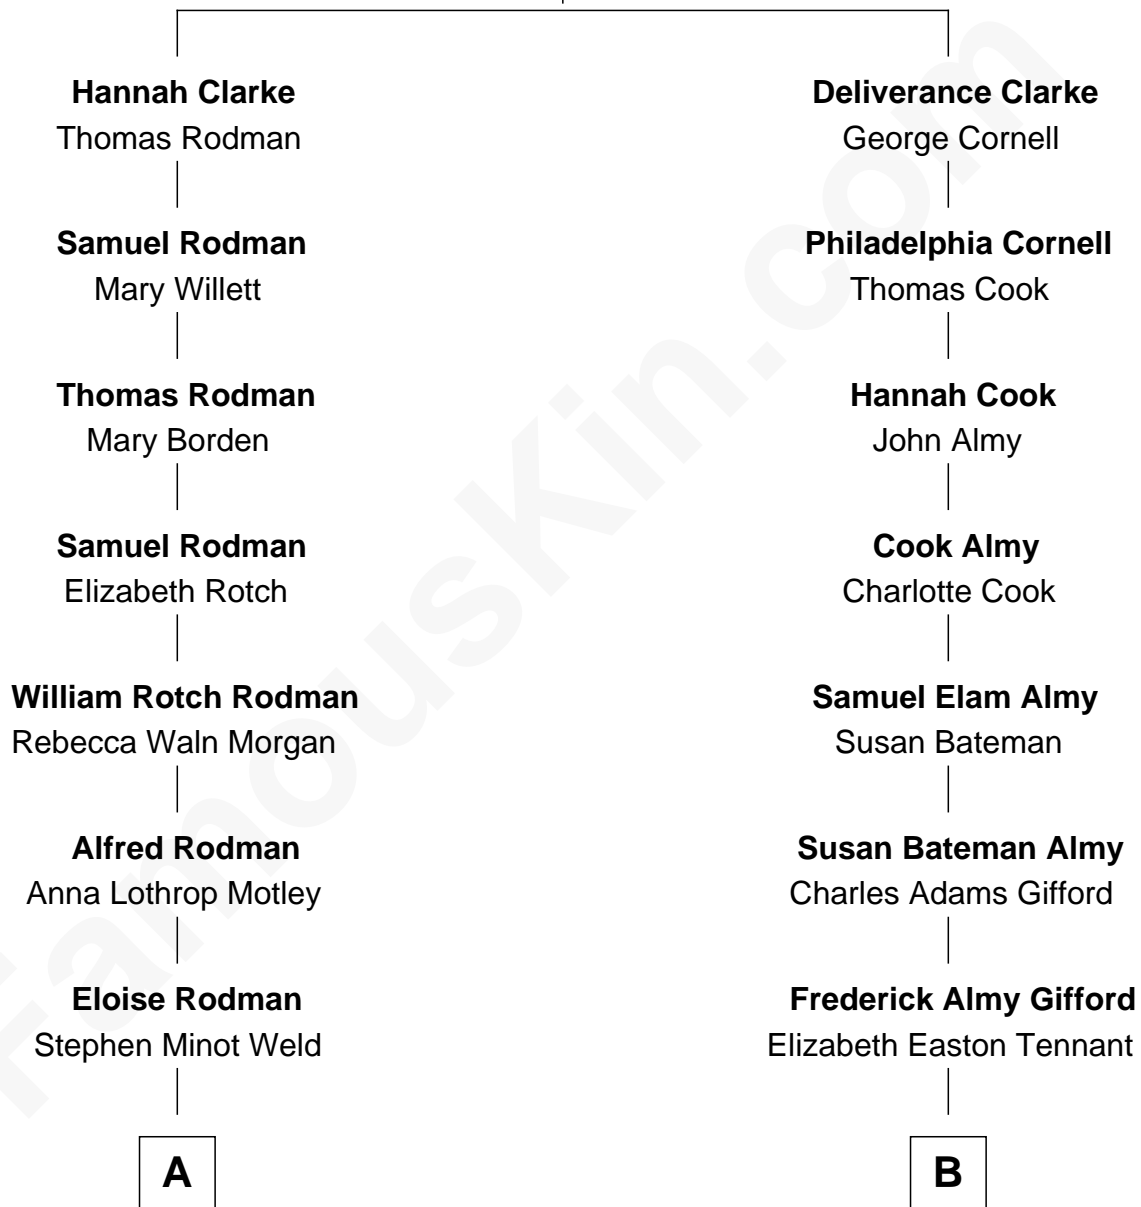 Hannah Clarke
Thomas Rodman
Samuel Rodman
Mary Willett
Thomas Rodman
Mary Borden
Samuel Rodman
Elizabeth Rotch
William Rotch Rodman
Rebecca Waln Morgan
Alfred Rodman
Anna Lothrop Motley
Eloise Rodman
Stephen Minot Weld
A
Deliverance Clarke
George Cornell
Philadelphia Cornell
Thomas Cook
Hannah Cook
John Almy
Cook Almy
Charlotte Cook
Samuel Elam Almy
Susan Bateman
Susan Bateman Almy
Charles Adams Gifford
Frederick Almy Gifford
Elizabeth Easton Tennant
B
FamousKin.com